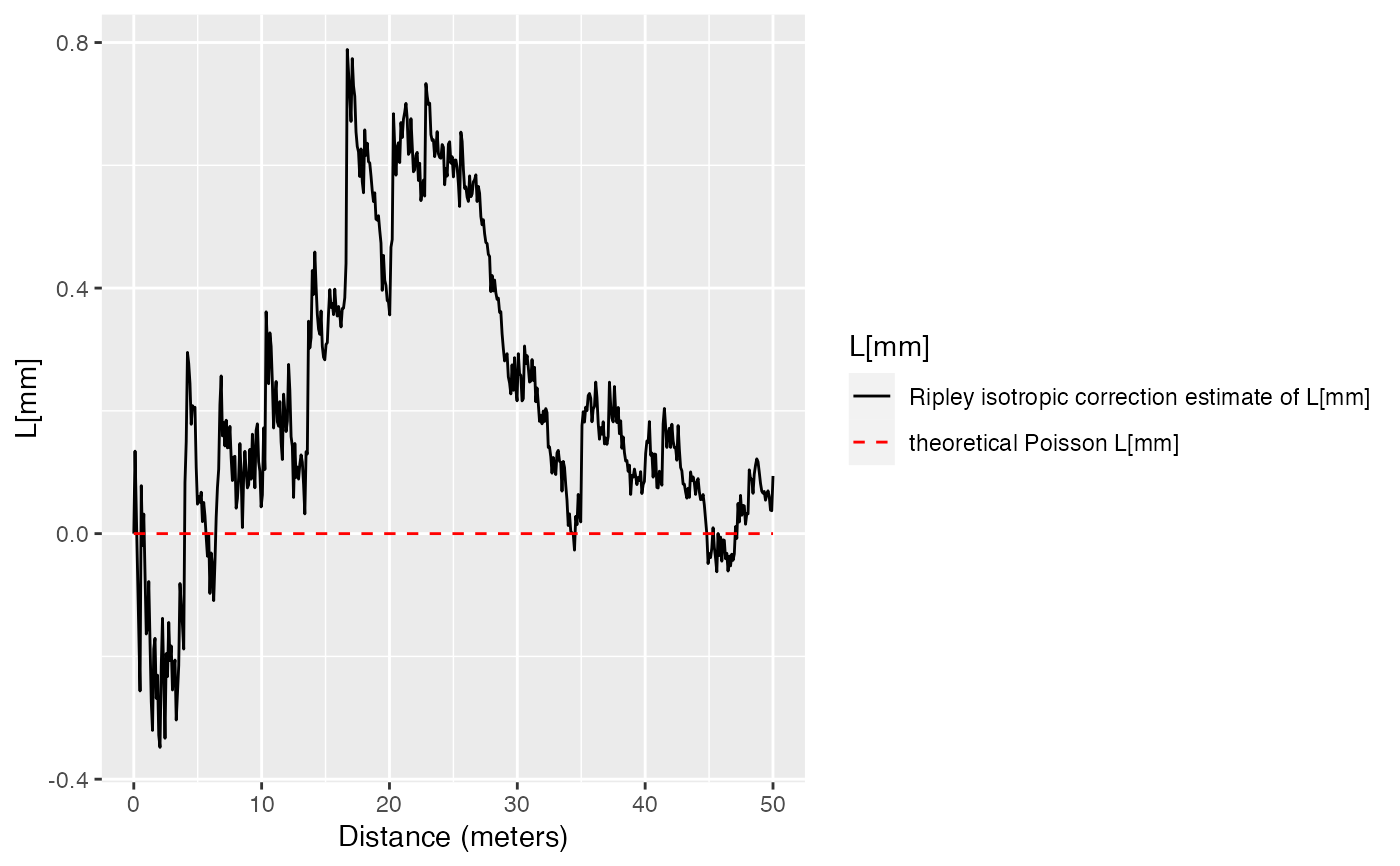 0.8
0.4
0.0
-0.4
L[mm]
0 10 20 30 40 50
Distance (meters)
L[mm]
Ripley isotropic correction estimate of L[mm]
theoretical Poisson L[mm]